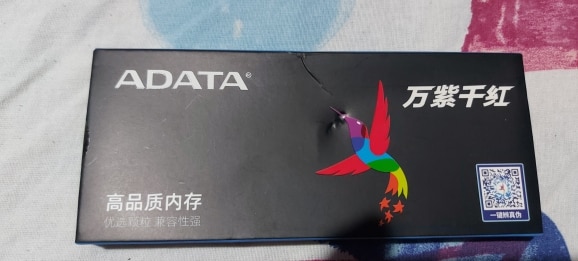 ADATA®
万紫千红
高品质内存
优选颗粒 兼容性强
一键辨真伪